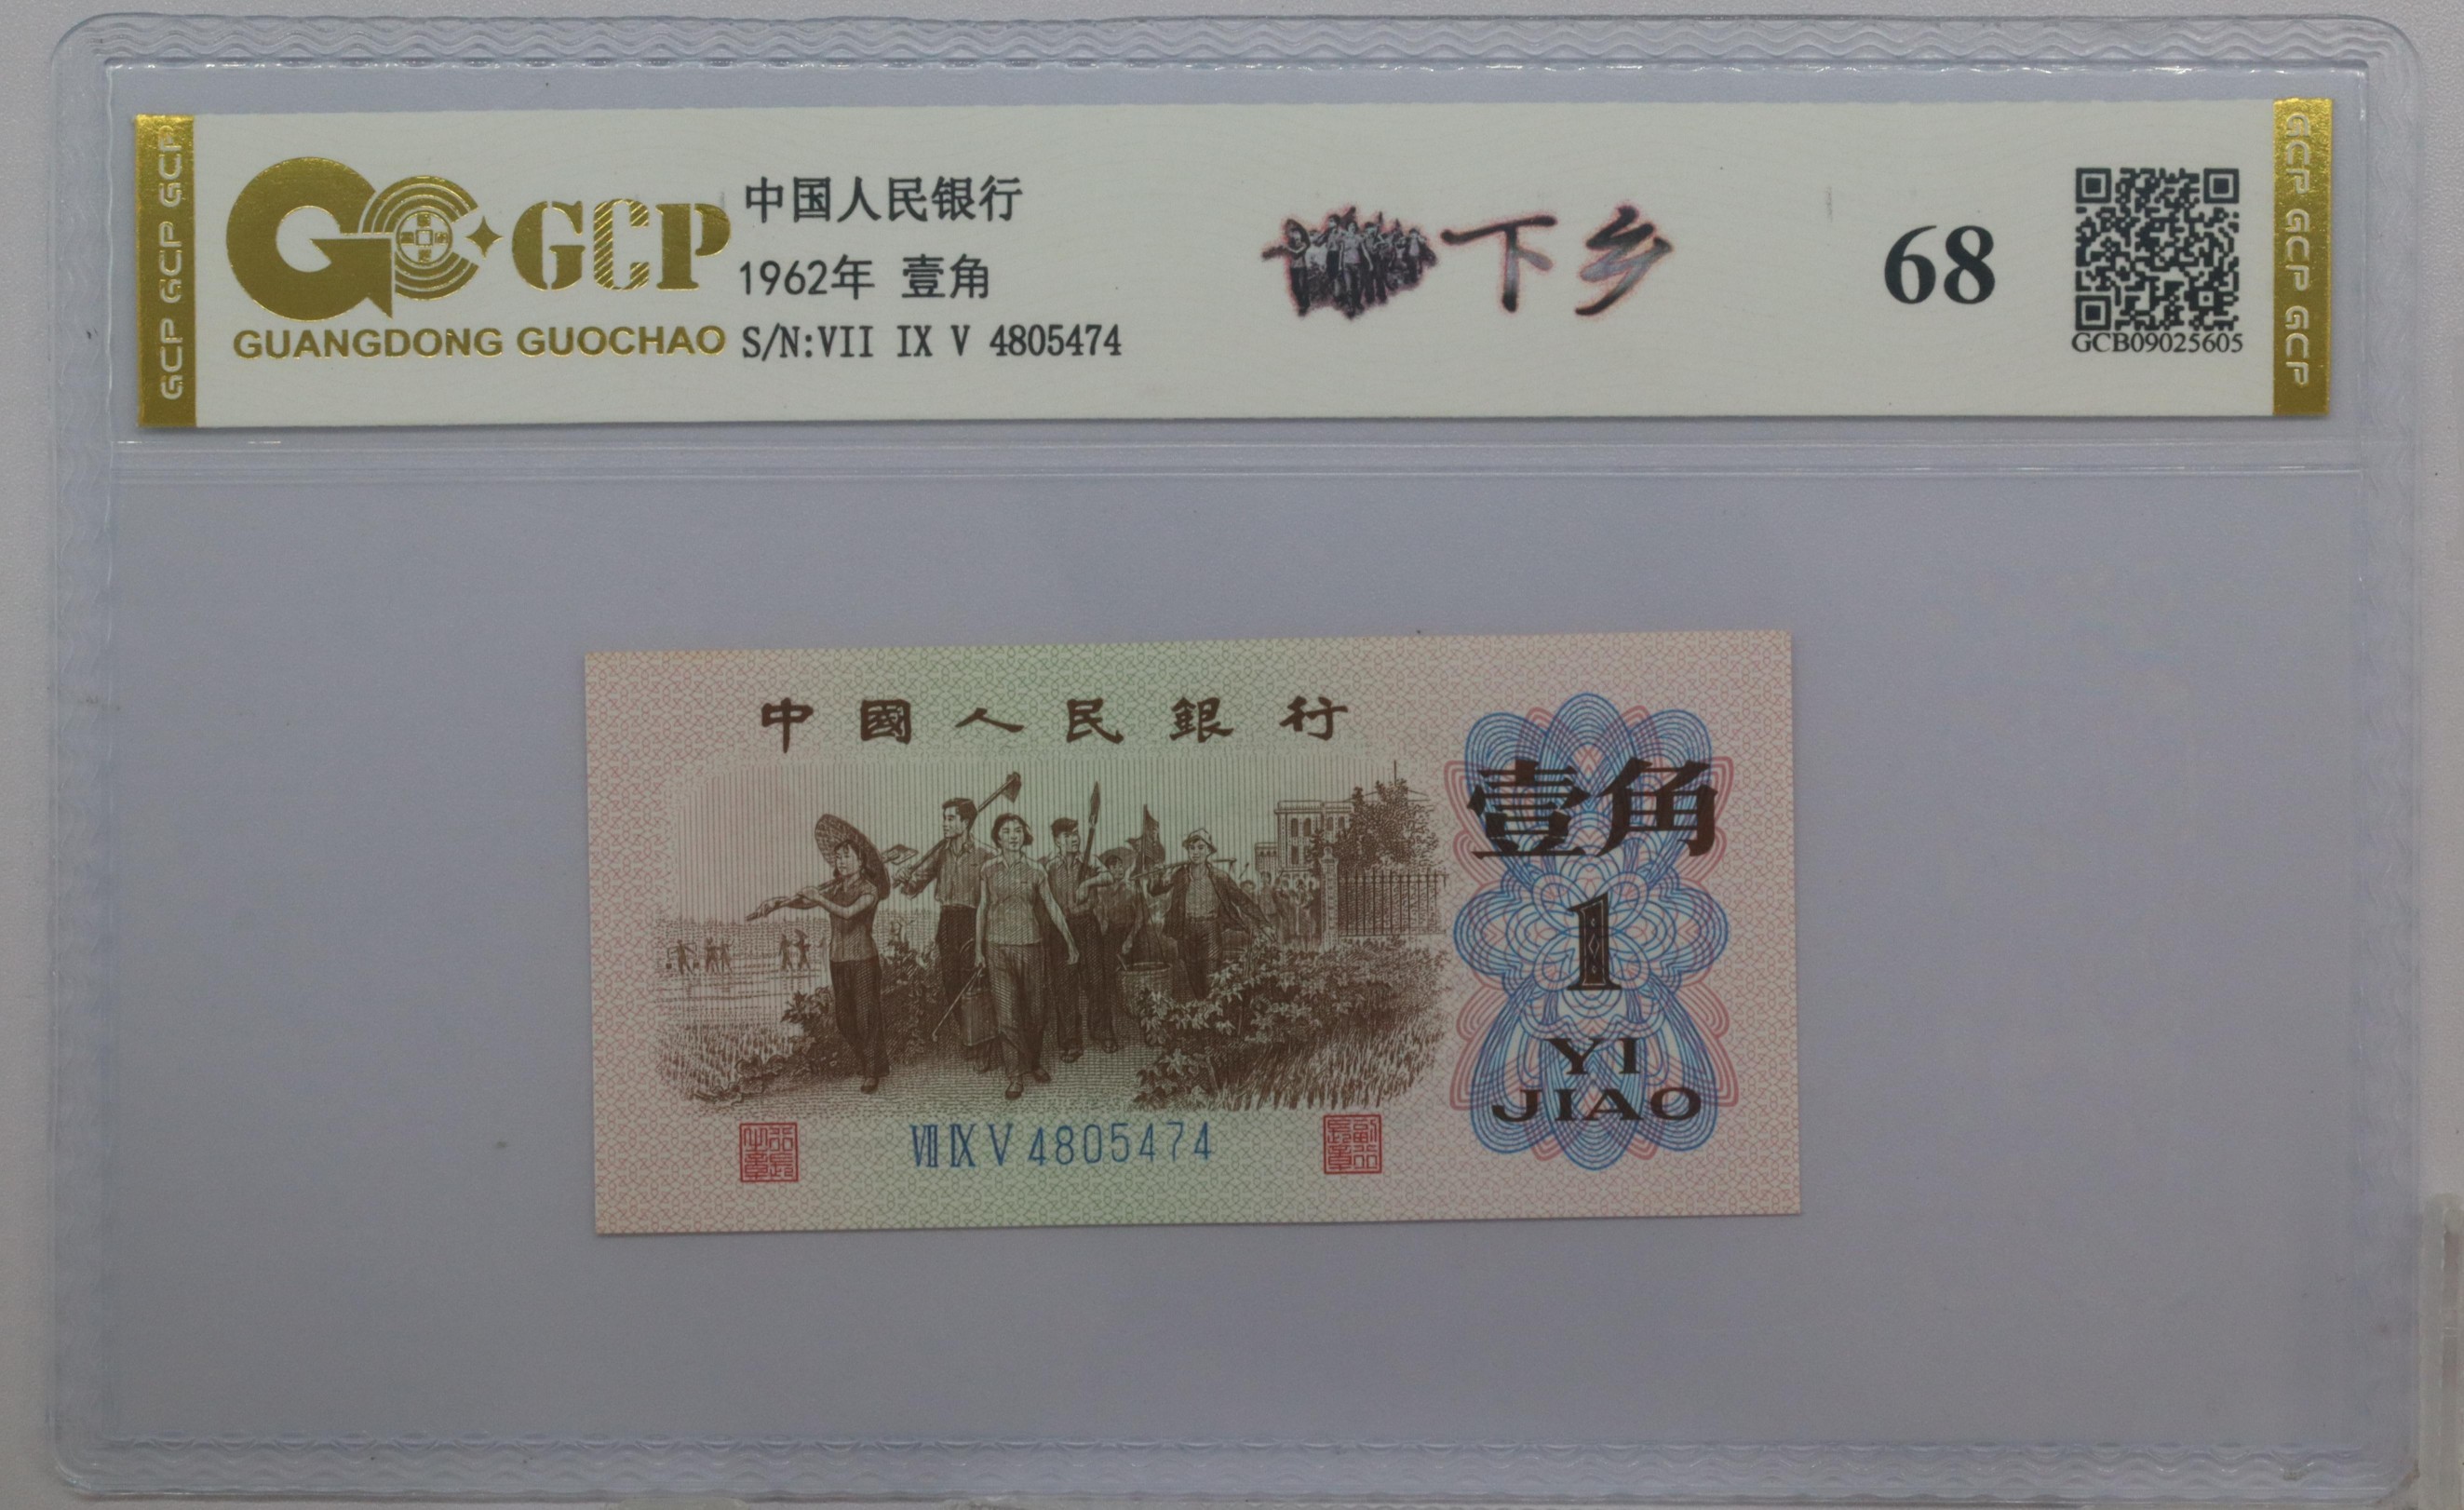 GCP GCP GCP
GCP
GUANGDONG GUOCHAO
中国人民银行
1962年 壹角
S/N:VII IX V 4805474
下乡
68
GCB09025605
GCP GCP GCP
中國人民銀行
壹角
1
YI
JIAO
VII IX V 4805474